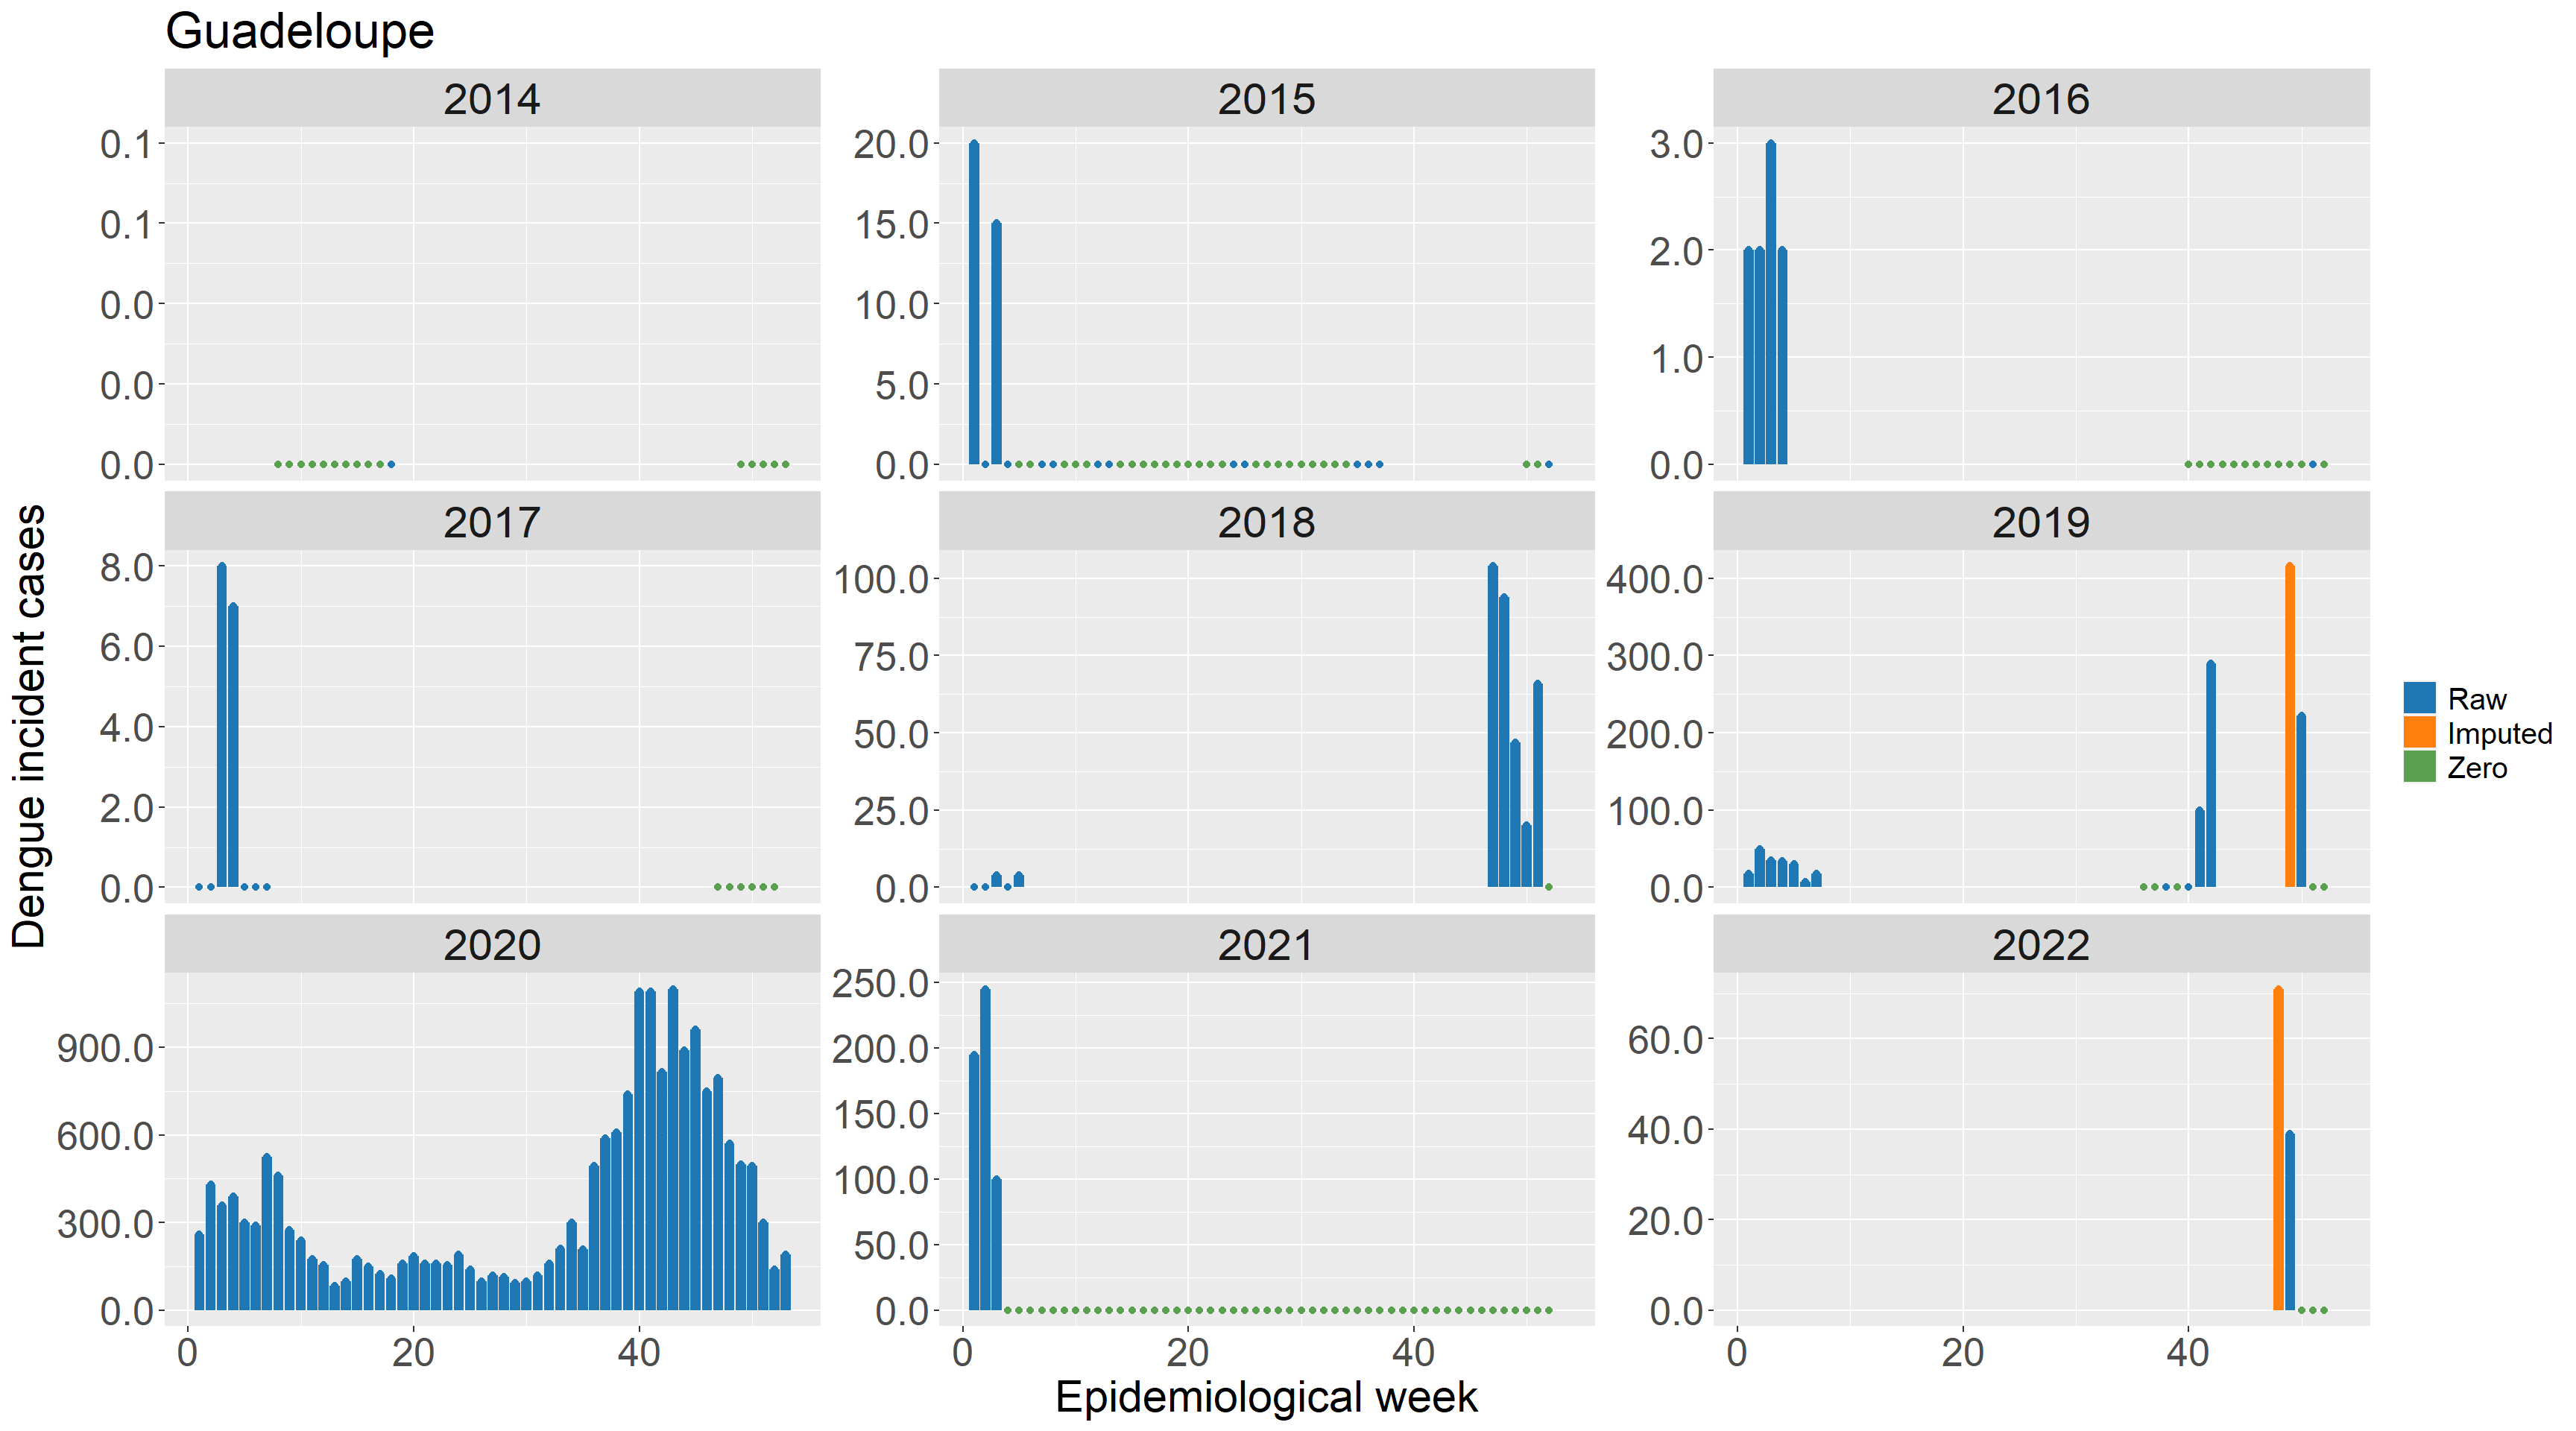 Guadeloupe
2014 2015 2016
0.1 20.0 3.0
0.1 15.0 2.0
0.0 10.0 1.0
0.0 5.0
0.0 0.0 0.0
2017 2018 2019
8.0 100.0 400.0
6.0 75.0 300.0
4.0 50.0 200.0
2.0 25.0 100.0
0.0 0.0 0.0
Dengue incident cases
Raw
Imputed
Zero
2020 2021 2022
900.0 250.0 60.0
600.0 200.0 40.0
300.0 150.0 20.0
0.0 100.0 0.0
50.0
0.0
0 20 40 0 20 40 0 20 40
Epidemiological week